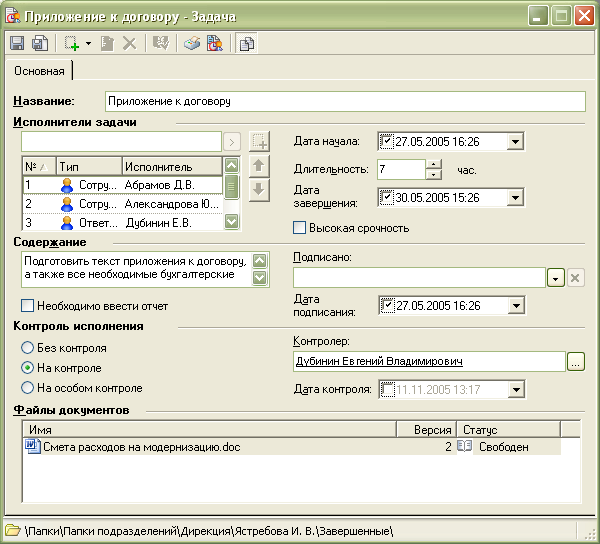 Приложение к договору - Задача
Основная
Название: Приложение к договору
Исполнители задачи
№ Тип Исполнитель
1 Сотру... Абрамов Д.В.
2 Сотру... Александрова Ю...
3 Ответ... Дубинин Е.В.
Дата начала: 27.05.2005 16:26
Длительность: 7 час.
Дата
завершения: 30.05.2005 15:26
Высокая срочность
Содержание
Подготовить текст приложения к договору,
а также все необходимые бухгалтерские
Необходимо ввести отчет
Подписано:
Дата
подписания: 27.05.2005 16:26
Контроль исполнения
Без контроля
На контроле
На особом контроле
Контролер:
Дубинин Евгений Владимирович ...
Дата контроля: 11.11.2005 13:17
Файлы документов
Имя Версия Статус
Смета расходов на модернизацию.doc 2 Свободен
\Папки\Папки подразделений\Дирекция\Ястребова И. В.\Завершенные\